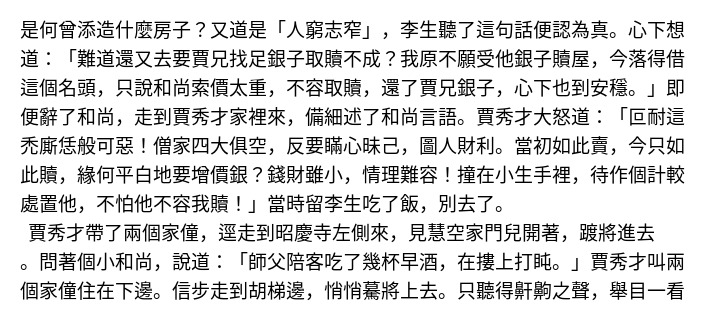 是何曾添造什麼房子？又道是「人窮志窄」，李生聽了這句話便認為真。心下想
道：「難道還又去要賈兄找足銀子取贖不成？我原不願受他銀子贖屋，今落得借
這個名頭，只說和尚索價太重，不容取贖，還了賈兄銀子，心下也到安穩。」即
便辭了和尚，走到賈秀才家裡來，備細述了和尚言語。賈秀才大怒道：「叵耐這
禿廝恁般可惡！僧家四大俱空，反要瞞心昧己，圖人財利。當初如此賣，今只如
此贖，緣何平白地要增價銀？錢財雖小，情理難容！撞在小生手裡，待作個計較
處置他，不怕他不容我贖！」當時留李生吃了飯，別去了。
賈秀才帶了兩個家僮，逕走到昭慶寺左側來，見慧空家門兒開著，踱將進去
。問著個小和尚，說道：「師父陪客吃了幾杯早酒，在摟上打盹。」賈秀才叫兩
個家僮住在下邊。信步走到胡梯邊，悄悄驀將上去。只聽得鼾齁之聲，舉目一看